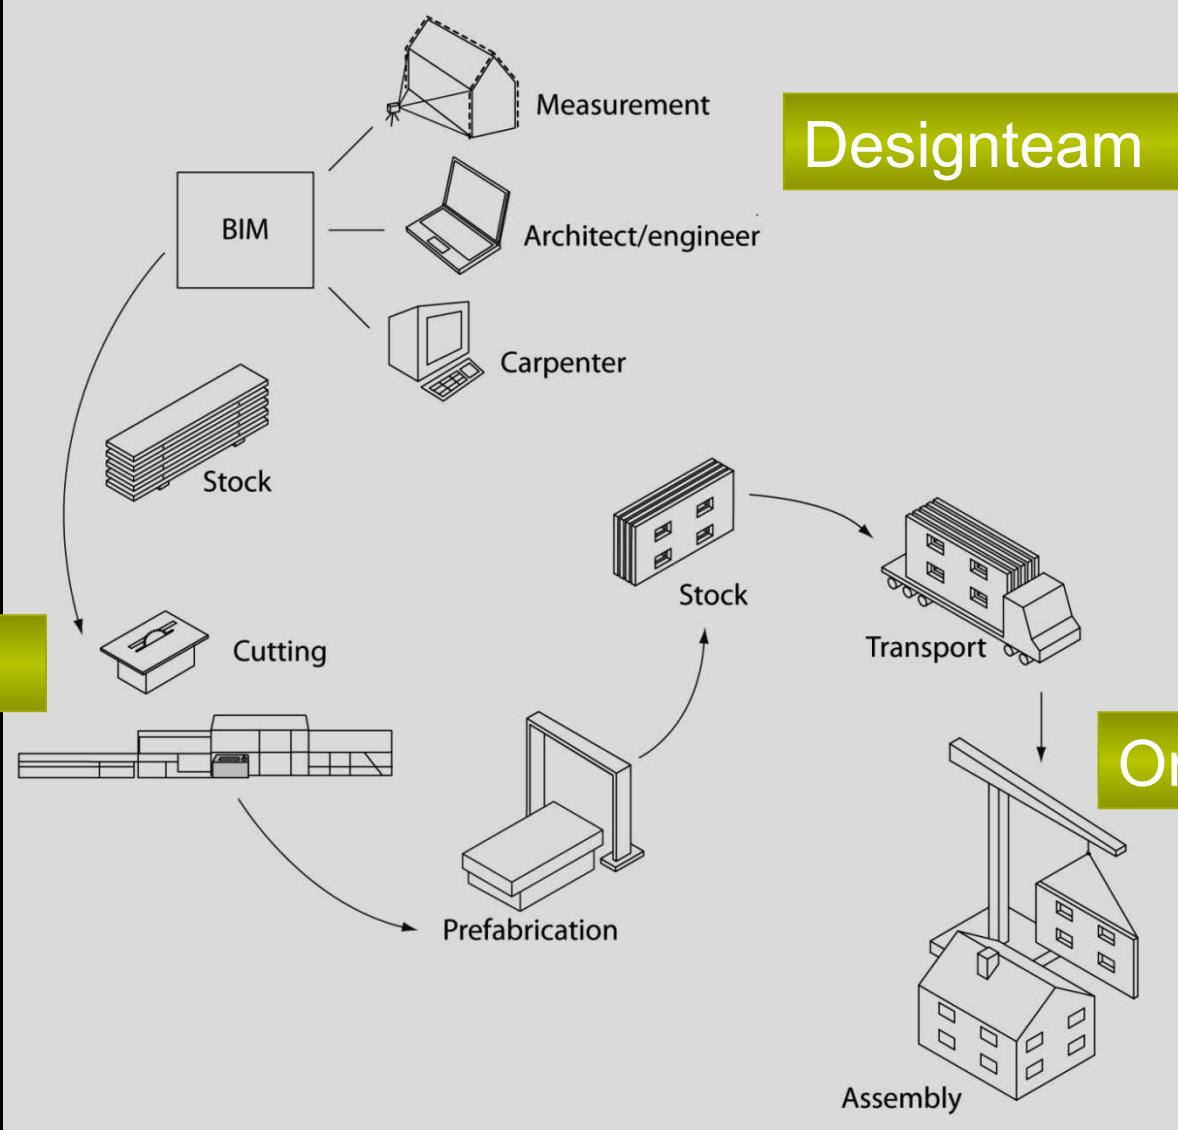 Measurement
Designteam
BIM
Architect/engineer
Carpenter
Stock
Stock
Cutting
Transport
Prefabrication
Assembly